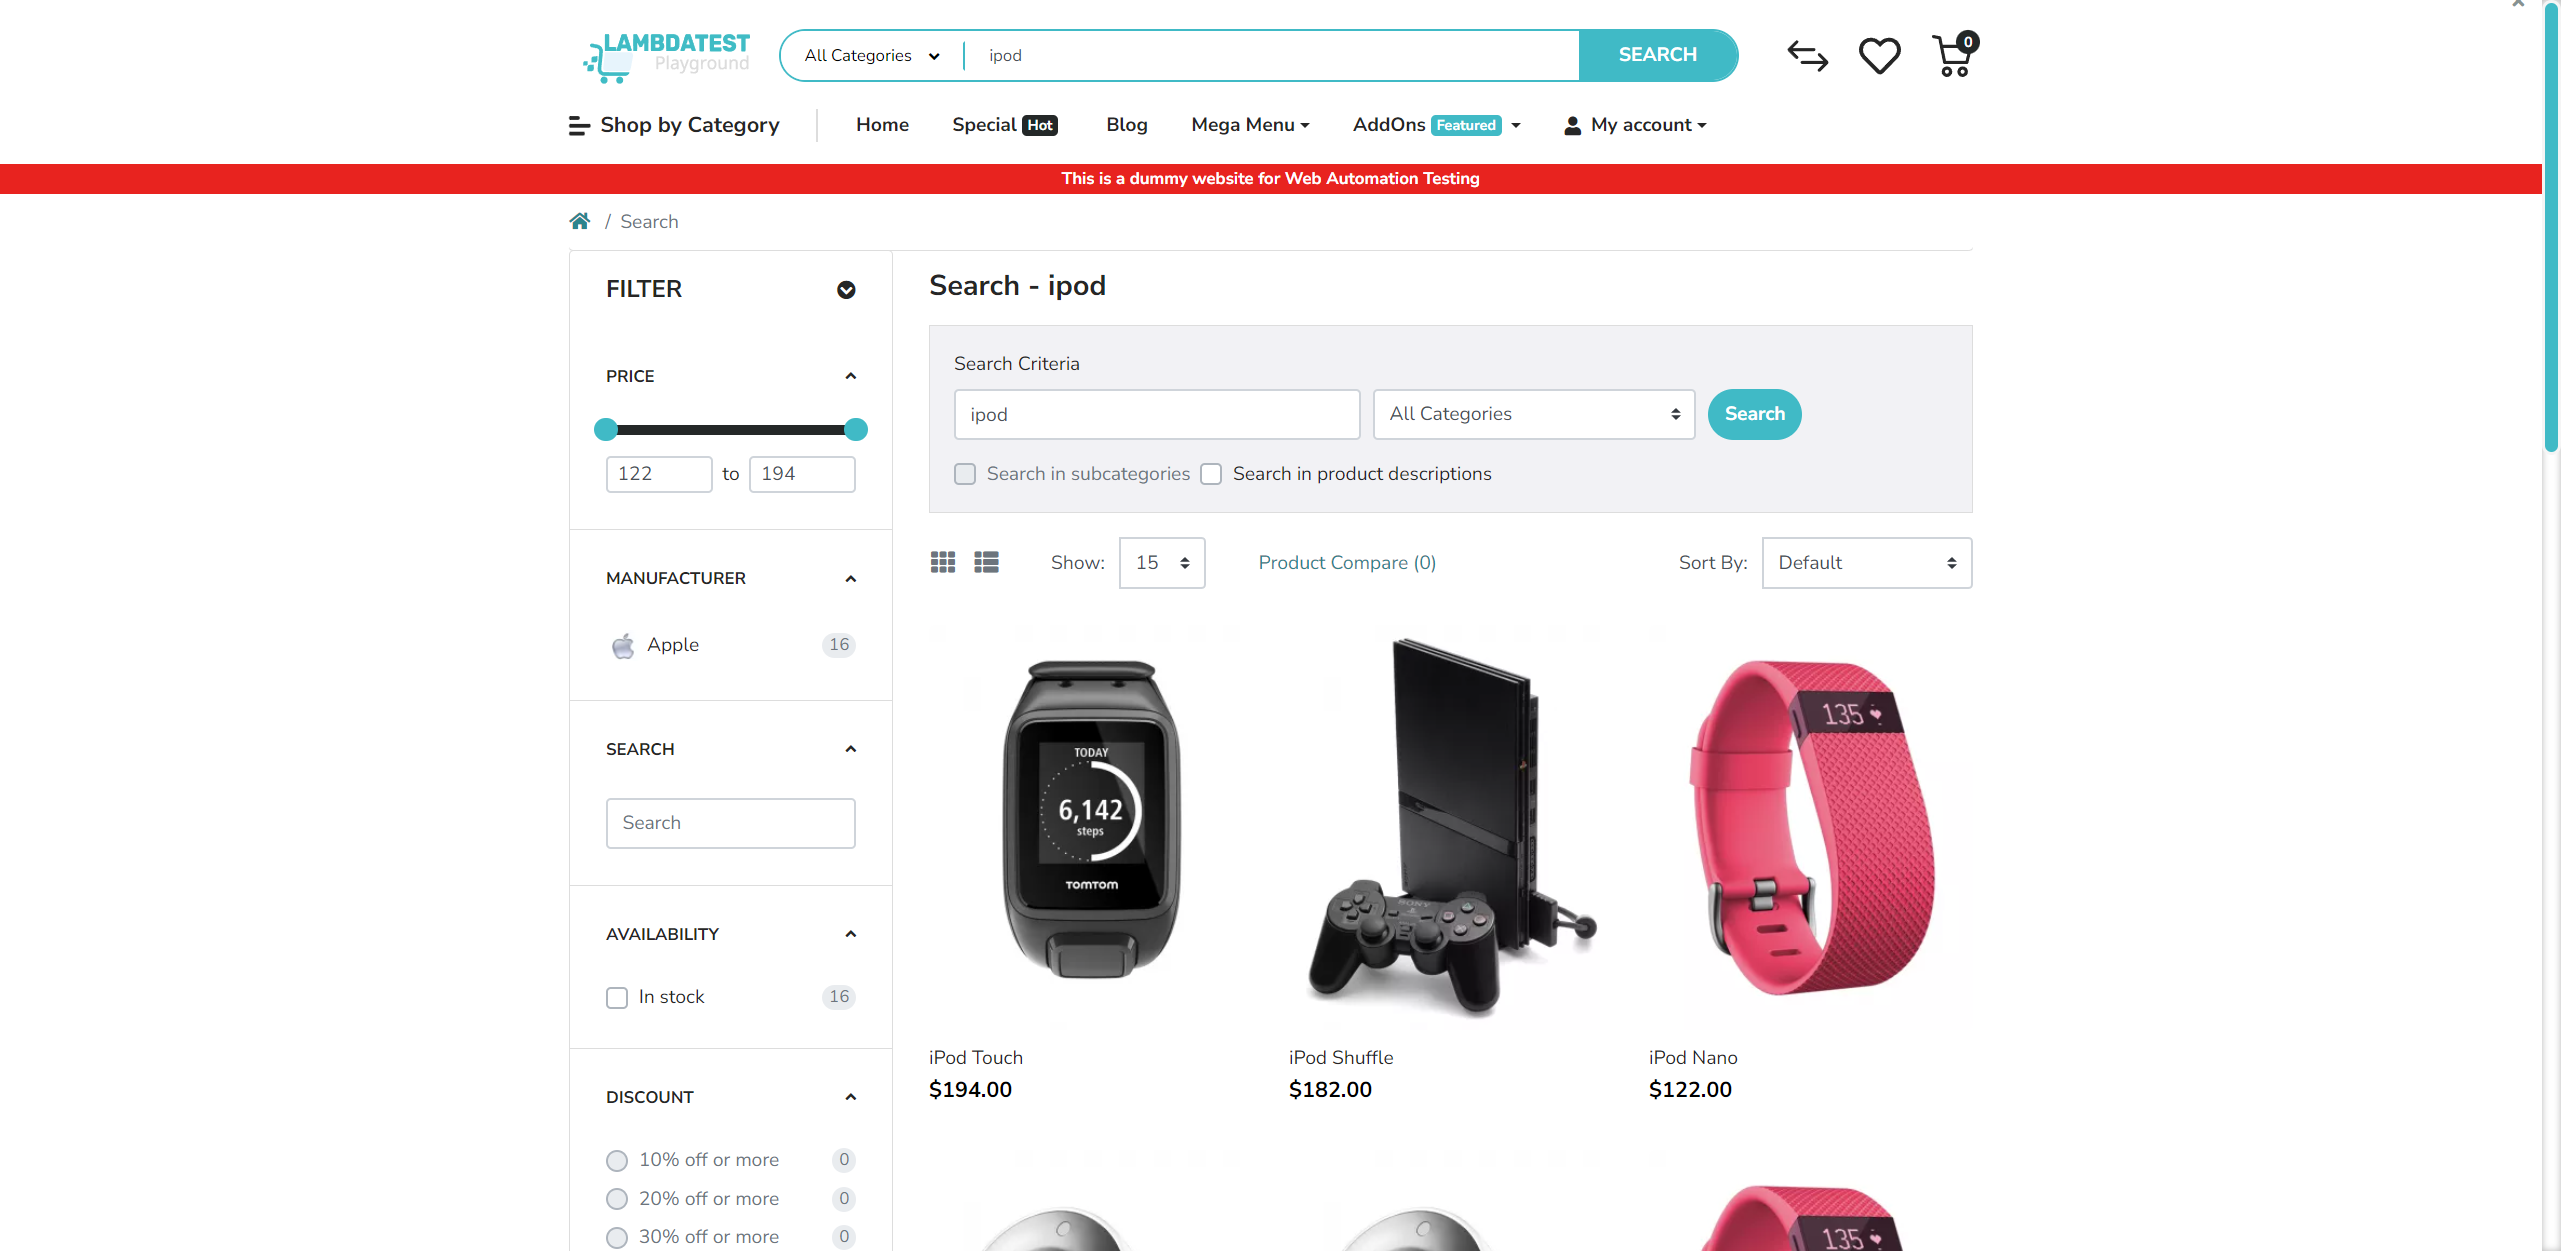 LAMBDATEST
Playground
All Categories
ipod
SEARCH
0
Shop by Category
Home
Special Hot
Blog
Mega Menu
AddOns Featured
My account
This is a dummy website for Web Automation Testing
/ Search
FILTER
PRICE
122 to 194
MANUFACTURER
Apple 16
SEARCH
Search
AVAILABILITY
In stock 16
DISCOUNT
10% off or more 0
20% off or more 0
30% off or more 0
Search - ipod
Search Criteria
ipod
All Categories
Search
Search in subcategories
Search in product descriptions
Show: 15
Product Compare (0)
Sort By: Default
TODAY
6,142
steps
TOMTOM
iPod Touch
$194.00
SONY
iPod Shuffle
$182.00
135
iPod Nano
$122.00
135